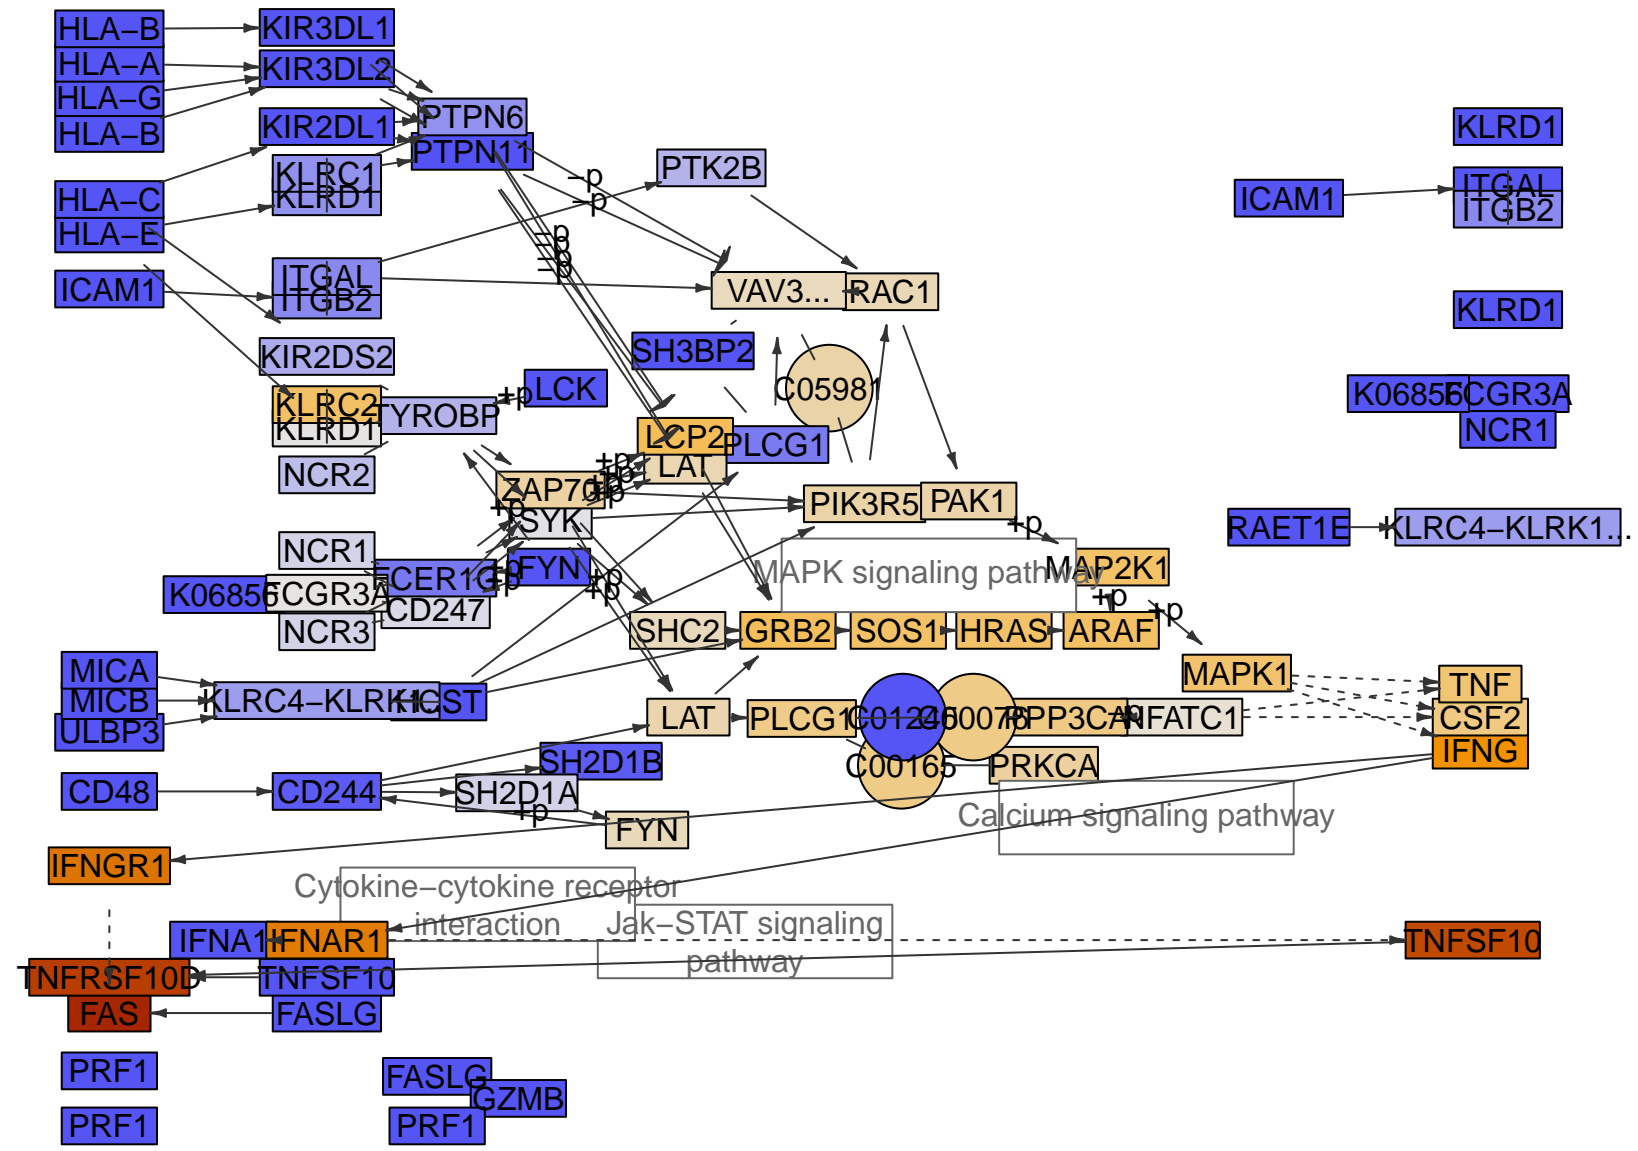 HLA−B
KIR3DL1
HLA−A
KIR3DL2
HLA−G
HLA−B
PTPN6
KIR2DL1
PTPN11
KLRD1
KLRC1
KLRD1
PTK2B
−p
−p
ITGAL
ITGB2
ICAM1
HLA−C
HLA−E
−p
−p
−p
−p
ICAM1
ITGAL
ITGB2
VAV3...
RAC1
KLRD1
KIR2DS2
SH3BP2
C05981
LCK
+p
K06856
FCGR3A
NCR1
KLRC2
KLRD1
TYROBP
LCP2
PLCG1
LAT
NCR2
+p
+p
+p
ZAP70
+p
SYK
PIK3R5
PAK1
+p
RAET1E
KLRC4−KLRK1...
NCR1
FCER1G
FYN
+p
+p
+p
+p
MAPK signaling pathway
MAP2K1
K06856
FCGR3A
CD247
+p
+p
NCR3
SHC2
GRB2
SOS1
HRAS
ARAF
MICA
MICB
ULBP3
KLRC4−KLRK1...
HCST
MAPK1
TNF
CSF2
IFNG
LAT
PLCG1
C01245
C00076
PPP3CA
−p
NFATC1
C00165
PRKCA
SH2D1B
CD48
CD244
SH2D1A
+p
FYN
Calcium signaling pathway
IFNGR1
Cytokine−cytokine receptor
interaction
Jak−STAT signaling
pathway
IFNA1
IFNAR1
TNFSF10
TNFRSF10D
TNFSF10
FAS
FASLG
PRF1
FASLG
GZMB
PRF1
PRF1